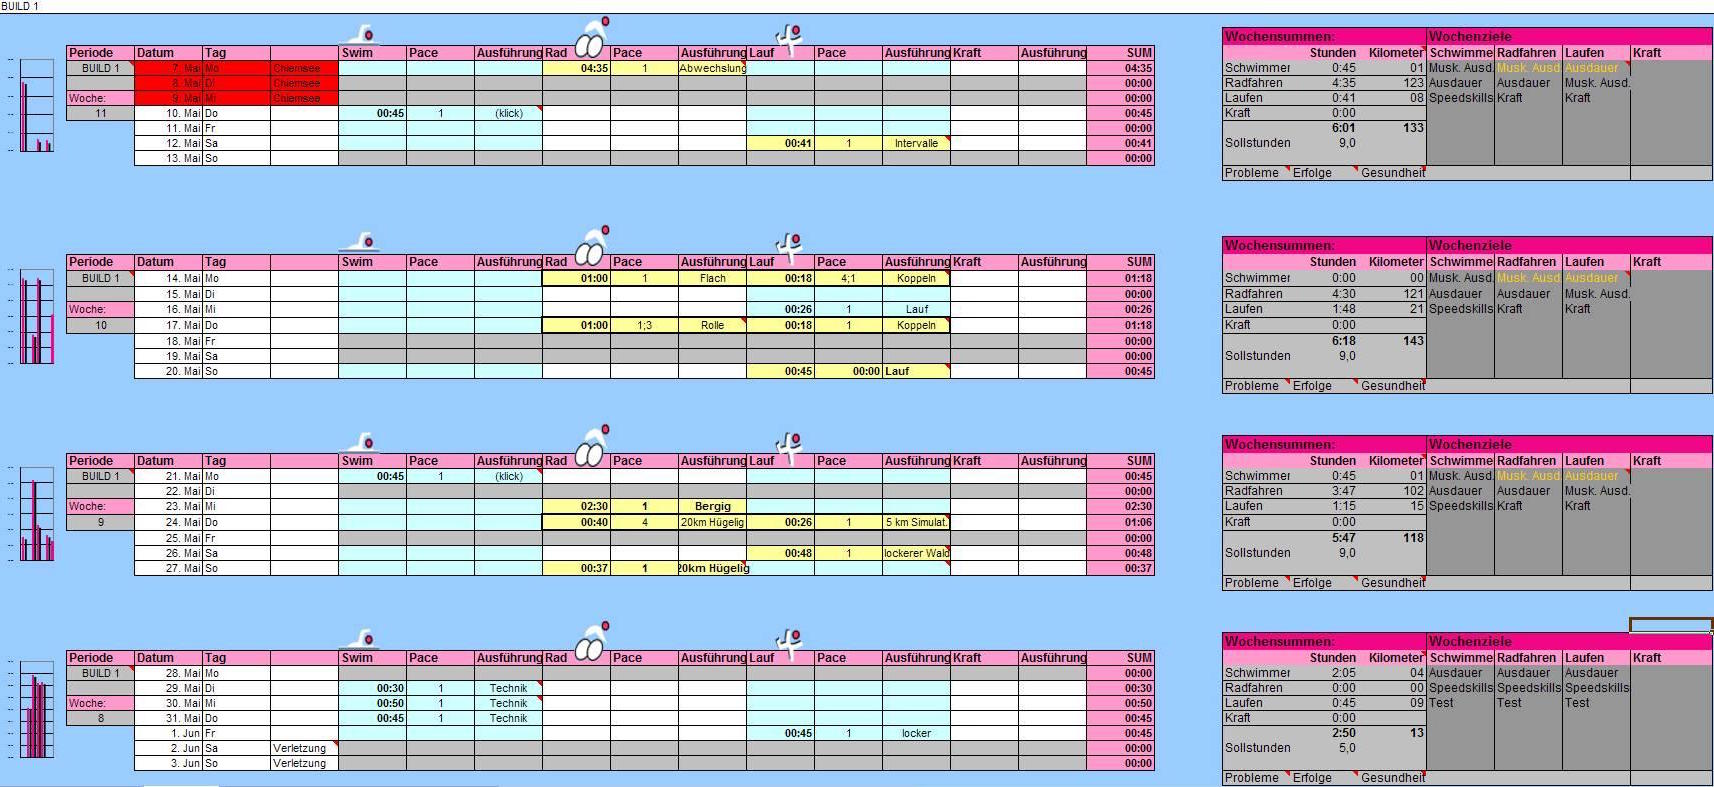 BUILD 1
Wochensummen: Wochenziele
Periode Datum Tag Swim Pace Ausführung Rad Pace Ausführung Lauf Pace Ausführung Kraft Ausführung SUM Stunden Kilometer Schwimme Radfahren Laufen Kraft
BUILD 1 7. Mai Mo Chiemsee 04:35 1 Abwechslung 04:35 Schwimmer 0:45 01 Musk. Ausd. Musk. Ausd Ausdauer
8. Mai Di Chiemsee 00:00 Radfahren 4:35 123 Ausdauer Ausdauer Musk. Ausd.
Woche: 9. Mai Mi Chiemsee 00:00 Laufen 0:41 08 Speedskills Kraft Kraft
11 10. Mai Do 00:45 1 (klick) 00:45 Kraft 0:00
11. Mai Fr 00:00 6:01 133
12. Mai Sa 00:41 1 Intervalle 00:41 Sollstunden 9,0
13. Mai So 00:00
Probleme Erfolge Gesundheit
Wochensummen: Wochenziele
Periode Datum Tag Swim Pace Ausführung Rad Pace Ausführung Lauf Pace Ausführung Kraft Ausführung SUM Stunden Kilometer Schwimme Radfahren Laufen Kraft
BUILD 1 14. Mai Mo 01:00 1 Flach 00:18 4;1 Koppeln 01:18 Schwimmer 0:00 00 Musk. Ausd. Musk. Ausd Ausdauer
15. Mai Di 00:00 Radfahren 4:30 121 Ausdauer Ausdauer Musk. Ausd.
Woche: 16. Mai Mi 00:26 1 Lauf 00:26 Laufen 1:48 21 Speedskills Kraft Kraft
10 17. Mai Do 01:00 1;3 Rolle 00:18 1 Koppeln 01:18 Kraft 0:00
18. Mai Fr 00:00 6:18 143
19. Mai Sa 00:00 Sollstunden 9,0
20. Mai So 00:45 00:00 Lauf 00:45
Probleme Erfolge Gesundheit
Wochensummen: Wochenziele
Periode Datum Tag Swim Pace Ausführung Rad Pace Ausführung Lauf Pace Ausführung Kraft Ausführung SUM Stunden Kilometer Schwimme Radfahren Laufen Kraft
BUILD 1 21. Mai Mo 00:45 1 (klick) 00:45 Schwimmer 0:45 01 Musk. Ausd. Musk. Ausd Ausdauer
22. Mai Di 00:00 Radfahren 3:47 102 Ausdauer Ausdauer Musk. Ausd.
Woche: 23. Mai Mi 02:30 1 Bergig 02:30 Laufen 1:15 15 Speedskills Kraft Kraft
9 24. Mai Do 00:40 4 20km Hügelig 00:26 1 5 km Simulat. 01:06 Kraft 0:00
25. Mai Fr 00:00 5:47 118
26. Mai Sa 00:48 1 lockerer Wald 00:48 Sollstunden 9,0
27. Mai So 00:37 1 20km Hügelig 00:37
Probleme Erfolge Gesundheit
Wochensummen: Wochenziele
Periode Datum Tag Swim Pace Ausführung Rad Pace Ausführung Lauf Pace Ausführung Kraft Ausführung SUM Stunden Kilometer Schwimme Radfahren Laufen Kraft
BUILD 1 28. Mai Mo 00:00 Schwimmer 2:05 04 Ausdauer Ausdauer Ausdauer
29. Mai Di 00:30 1 Technik 00:30 Radfahren 0:00 00 Speedskills Speedskills Speedskills
Woche: 30. Mai Mi 00:50 1 Technik 00:50 Laufen 0:45 09 Test Test Test
8 31. Mai Do 00:45 1 Technik 00:45 Kraft 0:00
1. Jun Fr 00:45 1 locker 00:45 2:50 13
2. Jun Sa Verletzung 00:00 Sollstunden 5,0
3. Jun So Verletzung 00:00
Probleme Erfolge Gesundheit